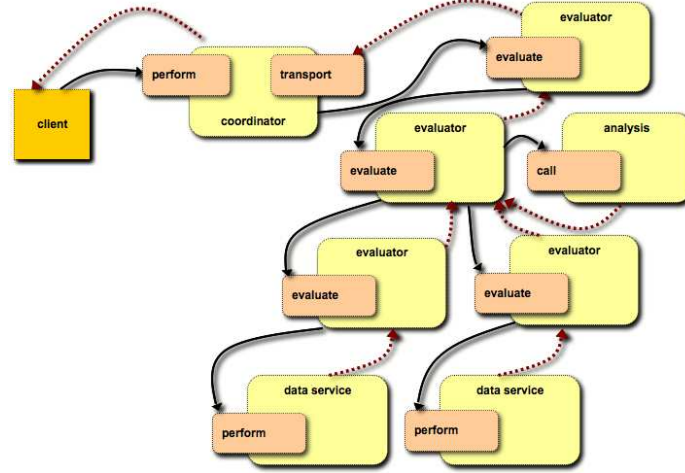 evaluator
evaluate
perform
transport
client
coordinator
evaluator
analysis
evaluate
call
evaluator
evaluator
evaluate
evaluate
data service
data service
perform
perform